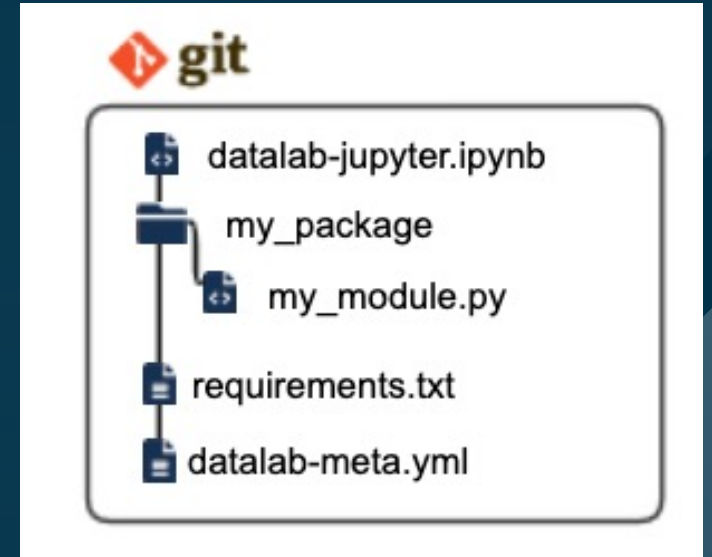 git
datalab-jupyter.ipynb
my_package
my_module.py
requirements.txt
datalab-meta.yml